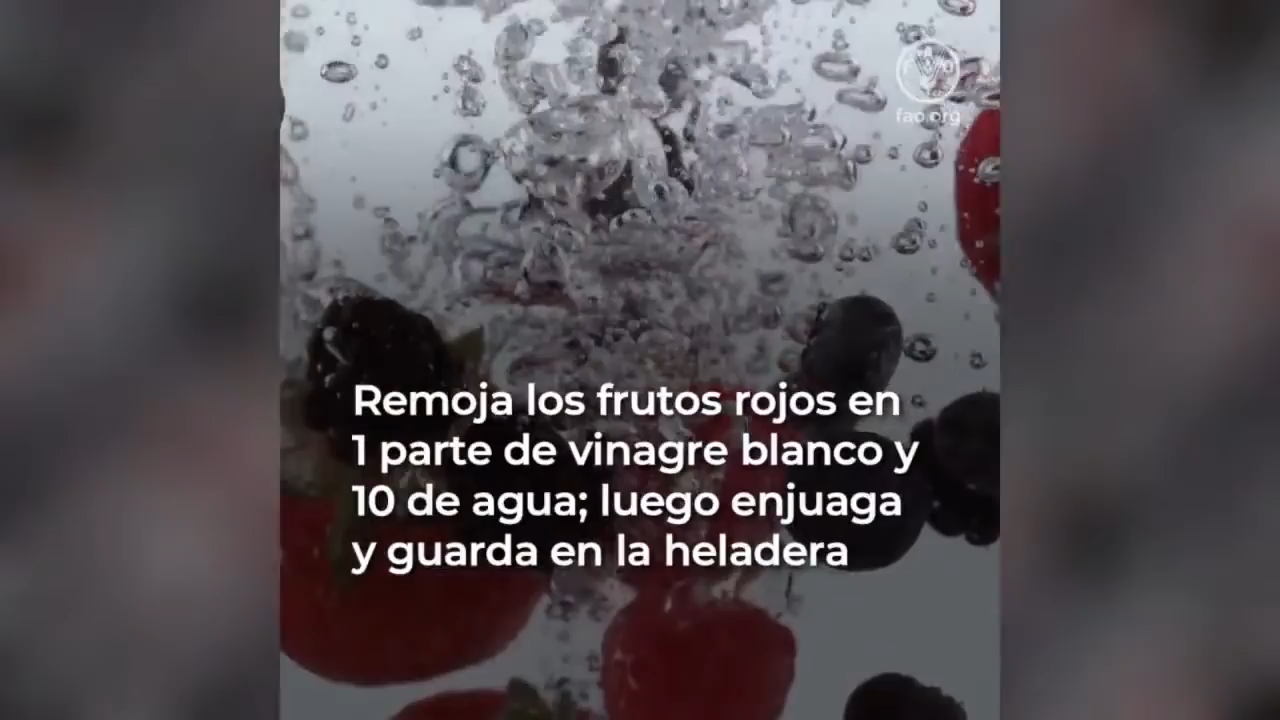 fao.org
Remoja los frutos rojos en
1 parte de vinagre blanco y
10 de agua; luego enjuaga
y guarda en la heladera